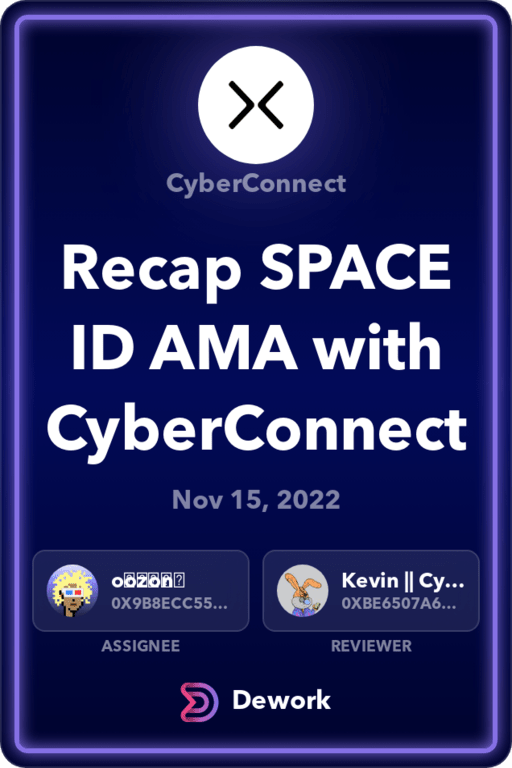 CyberConnect
Recap SPACE
ID AMA with
CyberConnect
Nov 15, 2022
Kevin || Cy...
0X9B8ECC55...
0XBE6507A6...
ASSIGNEE
REVIEWER
Dework